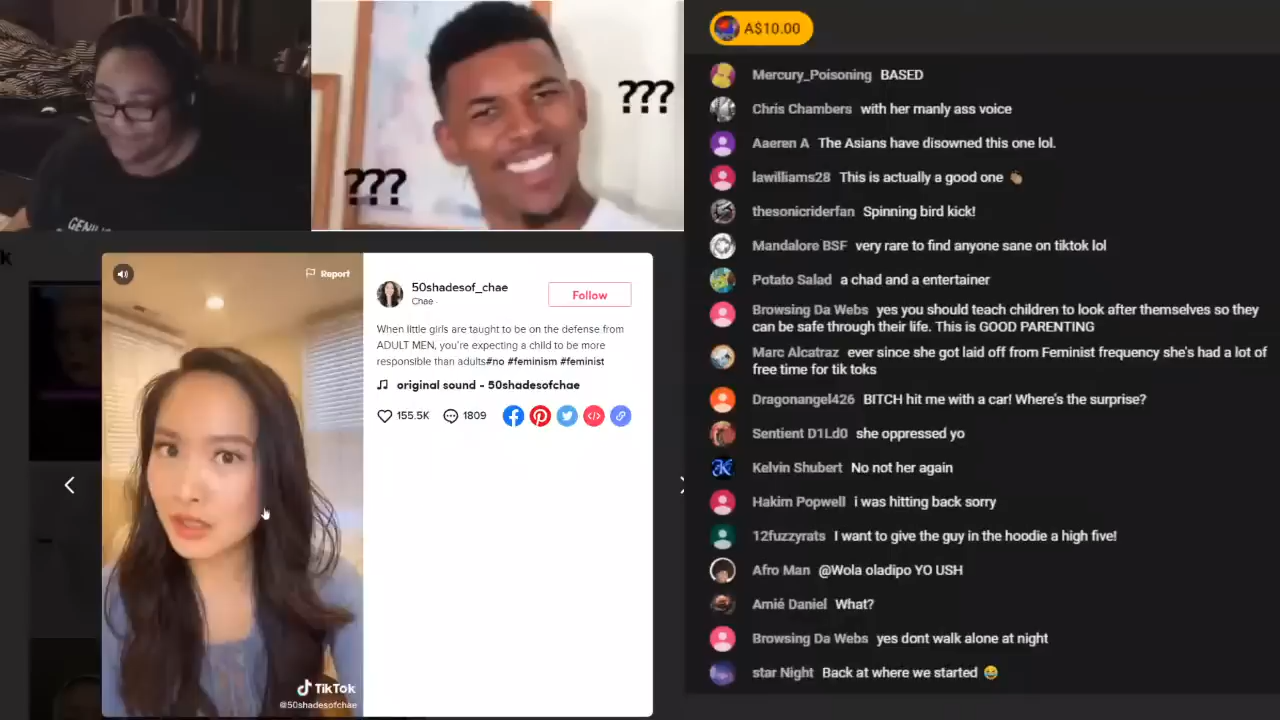 GENIU
???
???
k
Report
TikTok
@50shadesofchae
50shadesof_chae
Chae ·
Follow
When little girls are taught to be on the defense from
ADULT MEN, you're expecting a child to be more
responsible than adults#no #feminism #feminist
original sound - 50shadesofchae
155.5K
1809
A$10.00
Mercury_Poisoning BASED
Chris Chambers with her manly ass voice
Aaeren A The Asians have disowned this one lol.
lawilliams28 This is actually a good one 👏🏽
thesonicriderfan Spinning bird kick!
Mandalore BSF very rare to find anyone sane on tiktok lol
Potato Salad a chad and a entertainer
Browsing Da Webs yes you should teach children to look after themselves so they
can be safe through their life. This is GOOD PARENTING
Marc Alcatraz ever since she got laid off from Feminist frequency she's had a lot of
free time for tik toks
Dragonangel426 BITCH hit me with a car! Where's the surprise?
Sentient D1Ld0 she oppressed yo
Kelvin Shubert No not her again
Hakim Popwell i was hitting back sorry
12fuzzyrats I want to give the guy in the hoodie a high five!
Afro Man @Wola oladipo YO USH
Amié Daniel What?
Browsing Da Webs yes dont walk alone at night
star Night Back at where we started 😂